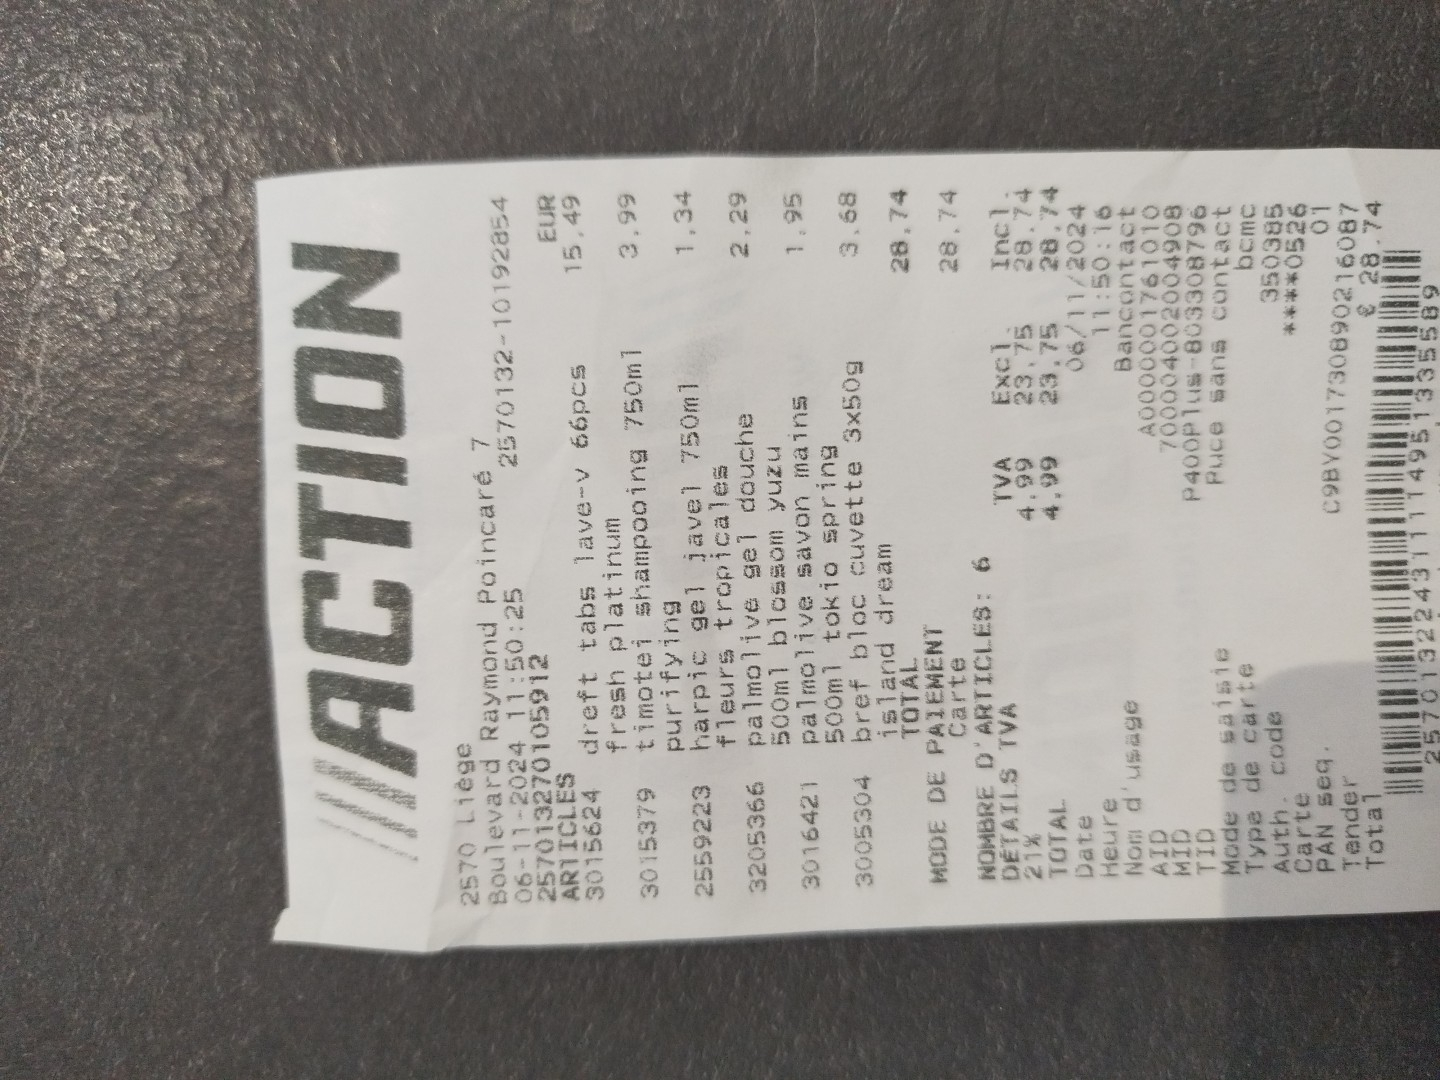 ACTION
2570 Liège
Boulevard Raymond Poincaré 7
06-11-2024 11:50:25 2570132-10192854
2570132701059​12
ARTICLES EUR
3015624 dreft tabs lave-v 66pcs 15.49
fresh platinum
3015379 timotei shampooing 750ml 3.99
purifying
2559223 harpic gel javel 750ml 1.34
fleurs tropicales
3205366 palmolive gel douche 2.29
500ml blossom yuzu
3016421 palmolive savon mains 1.95
500ml tokio spring
3005304 bref bloc cuvette 3x50g 3.68
island dream
TOTAL 28.74
MODE DE PAIEMENT
Carte 28.74
NOMBRE D'ARTICLES: 6
DÉTAILS TVA TVA Excl. Incl.
21% 4.99 23.75 28.74
TOTAL 4.99 23.75 28.74
Date 06/11/2024
Heure 11:50:16
Nom d'usage Bancontact
AID A0000001761010
MID 700040020​04908
TID P400Plus-803308796
Mode de saisie Puce sans contact
Type de carte bcmc
Auth. code 350385
Carte ****0526
PAN seq. 01
Tender C9BY001730890216087
Total € 28.74